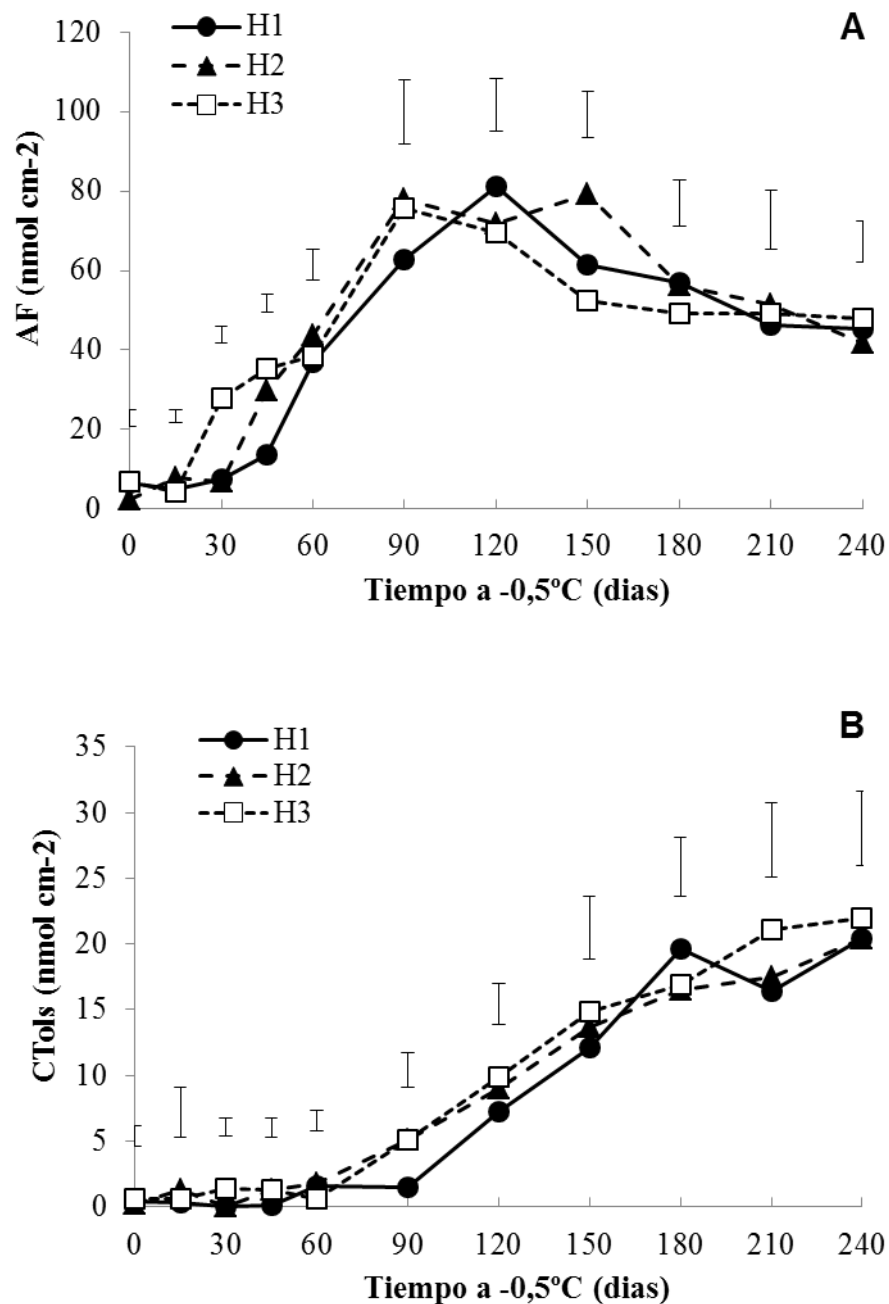 A
H1
H2
H3
AF (nmol cm-2)
120
100
80
60
40
20
0
0 30 60 90 120 150 180 210 240
Tiempo a -0,5ºC (dias)
B
H1
H2
H3
CTols (nmol cm-2)
35
30
25
20
15
10
5
0
0 30 60 90 120 150 180 210 240
Tiempo a -0,5ºC (dias)